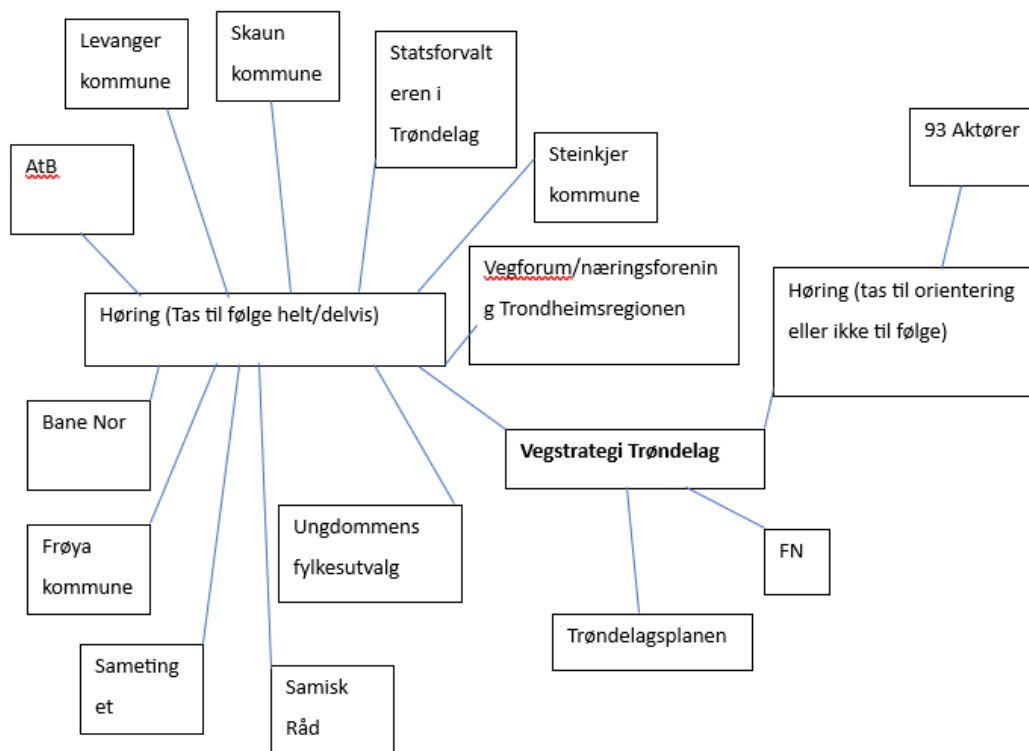 Levanger
kommune
Skaun
kommune
Statsforvalt
eren i
Trøndelag
93 Aktører
AtB
Steinkjer
kommune
Vegforum/næringsforenin
g Trondheimsregionen
Høring (tas til orientering
eller ikke til følge)
Høring (Tas til følge helt/delvis)
Bane Nor
Vegstrategi Trøndelag
Ungdommens
fylkesutvalg
Frøya
kommune
FN
Trøndelagsplanen
Sameting
et
Samisk
Råd